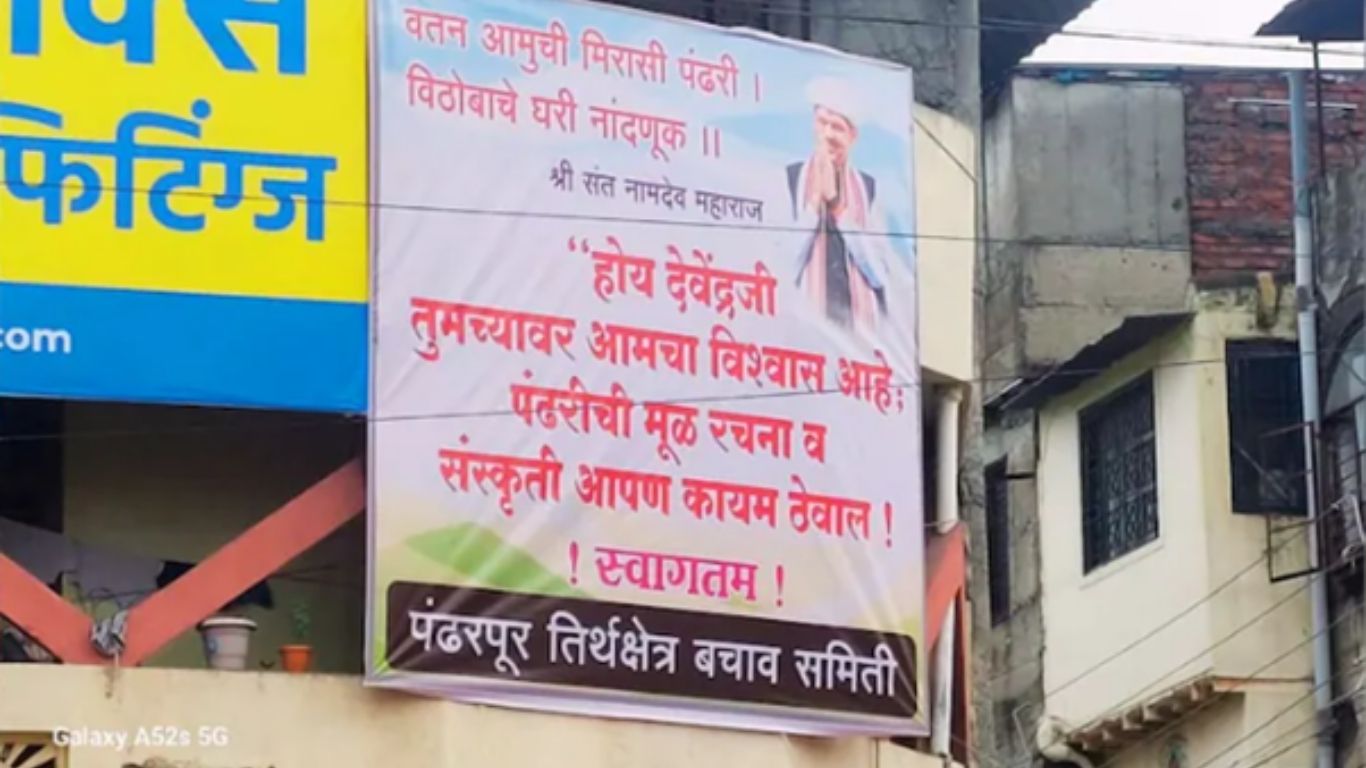 फिटिंग्ज
com
वतन आमुची मिरासी पंढरी ।
विठोबाचे घरी नांदणूक ।।
श्री संत नामदेव महाराज
“होय देवेंद्रजी
तुमच्यावर आमचा विश्वास आहे;
पंढरीची मूळ रचना व
संस्कृती आपण कायम ठेवाल !
! स्वागतम !
पंढरपूर तिर्थक्षेत्र बचाव समिती
Galaxy A52s 5G